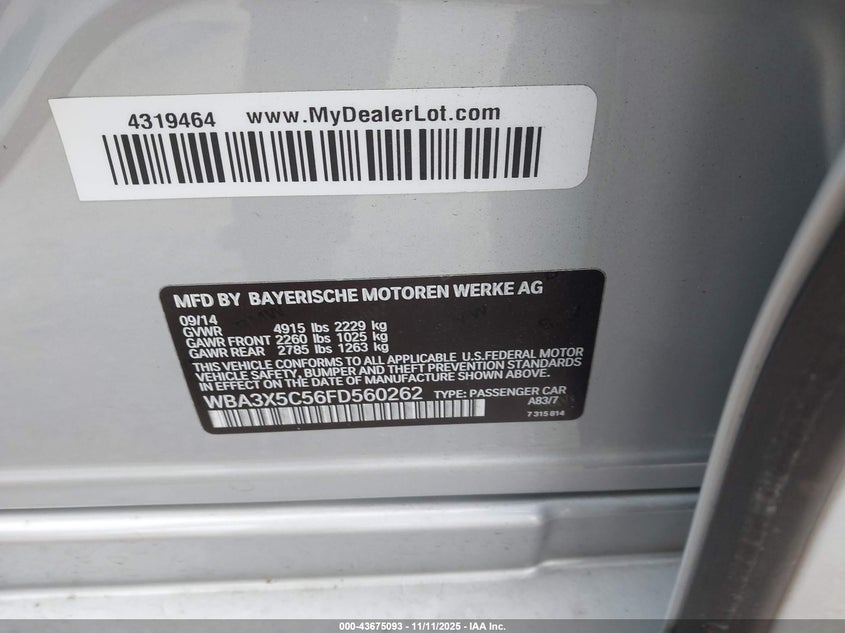 4319464 www.MyDealerLot.com
MFD BY BAYERISCHE MOTOREN WERKE AG
09/14
GVWR 4915 lbs 2229 kg
GAWR FRONT 2260 lbs 1025 kg
GAWR REAR 2785 lbs 1263 kg
THIS VEHICLE CONFORMS TO ALL APPLICABLE U.S.FEDERAL MOTOR
VEHICLE SAFETY, BUMPER AND THEFT PREVENTION STANDARDS
IN EFFECT ON THE DATE OF MANUFACTURE SHOWN ABOVE.
WBA3X5C56FD560262 TYPE: PASSENGER CAR
A83/7
7 315 814
000-43675093 - 11/11/2025 - IAA Inc.